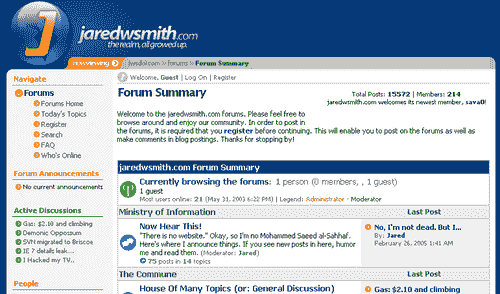 jaredwsmith.com
the realm, all grown up.
now viewing
jwsdotcom » forums » Forum Summary
Navigate
Forums
Forums Home
Today's Topics
Register
Search
FAQ
Who's Online
Forum Announcements
No current announcements
Active Discussions
Gas: $2.10 and climbing
Demonic Oppossum
SVN migrated to Briscoe
IE 7 details leak....
I Hacked my TV..
People
Welcome, Guest | Log On | Register
Forum Summary
Total Posts: 15572 | Members: 214
jaredwsmith.com welcomes its newest member, sava0!
Welcome to the jaredwsmith.com forums. Please feel free to
browse around and enjoy our community. In order to post in
the forums, it is required that you register before continuing. This will enable you to post on the forums as well as
make comments in blog postings. Thanks for stopping by!
jaredwsmith.com Forum Summary
Currently browsing the forums: 1 person (0 members, , 1 guest)
1 guest
Most users online: 21 (May 31, 2003 6:22 PM) | Legend: Administrator · Moderator
Ministry of Information Last Post
Now Hear This!
"There is no website." Okay, so I'm no Mohammed Saeed al-Sahhaf.
Here's where I announce things. If you see new posts in here, humor
me and read them. (Moderator: Jared)
75 posts in 14 topics
No, I'm not dead. But I...
By: Jared
February 26, 2005 1:41 AM
The Commune Last Post
House Of Many Topics (or: General Discussion)
Gas: $2.10 and climbing